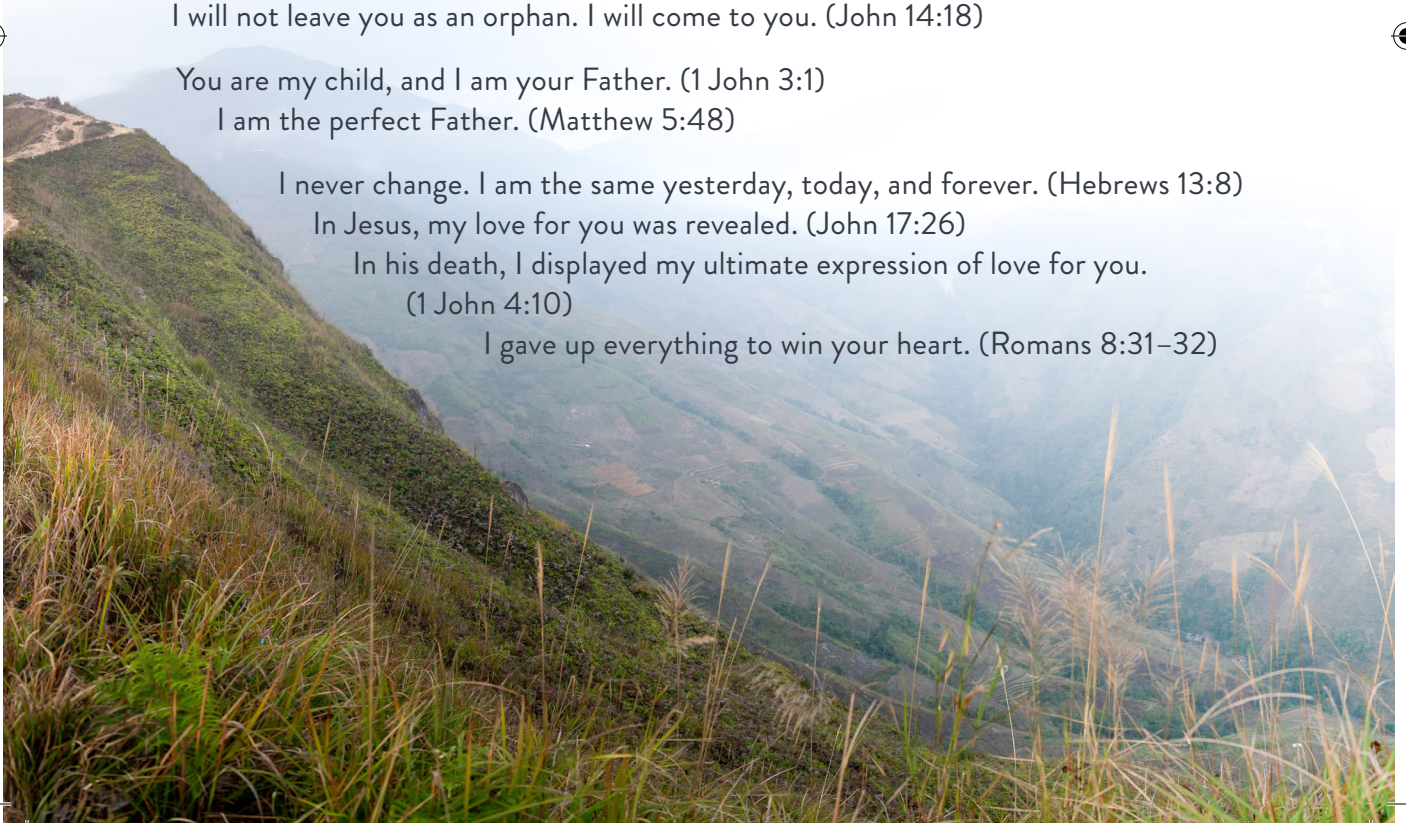 I will not leave you as an orphan. I will come to you. (John 14:18)
You are my child, and I am your Father. (1 John 3:1)
I am the perfect Father. (Matthew 5:48)
I never change. I am the same yesterday, today, and forever. (Hebrews 13:8)
In Jesus, my love for you was revealed. (John 17:26)
In his death, I displayed my ultimate expression of love for you.
(1 John 4:10)
I gave up everything to win your heart. (Romans 8:31–32)